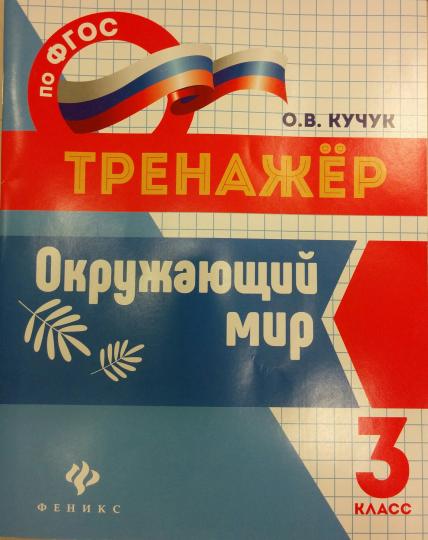 по ФГОС
О.В. КУЧУК
ТРЕНАЖЁР
Окружающий
мир
3
КЛАСС
ФЕНИКС